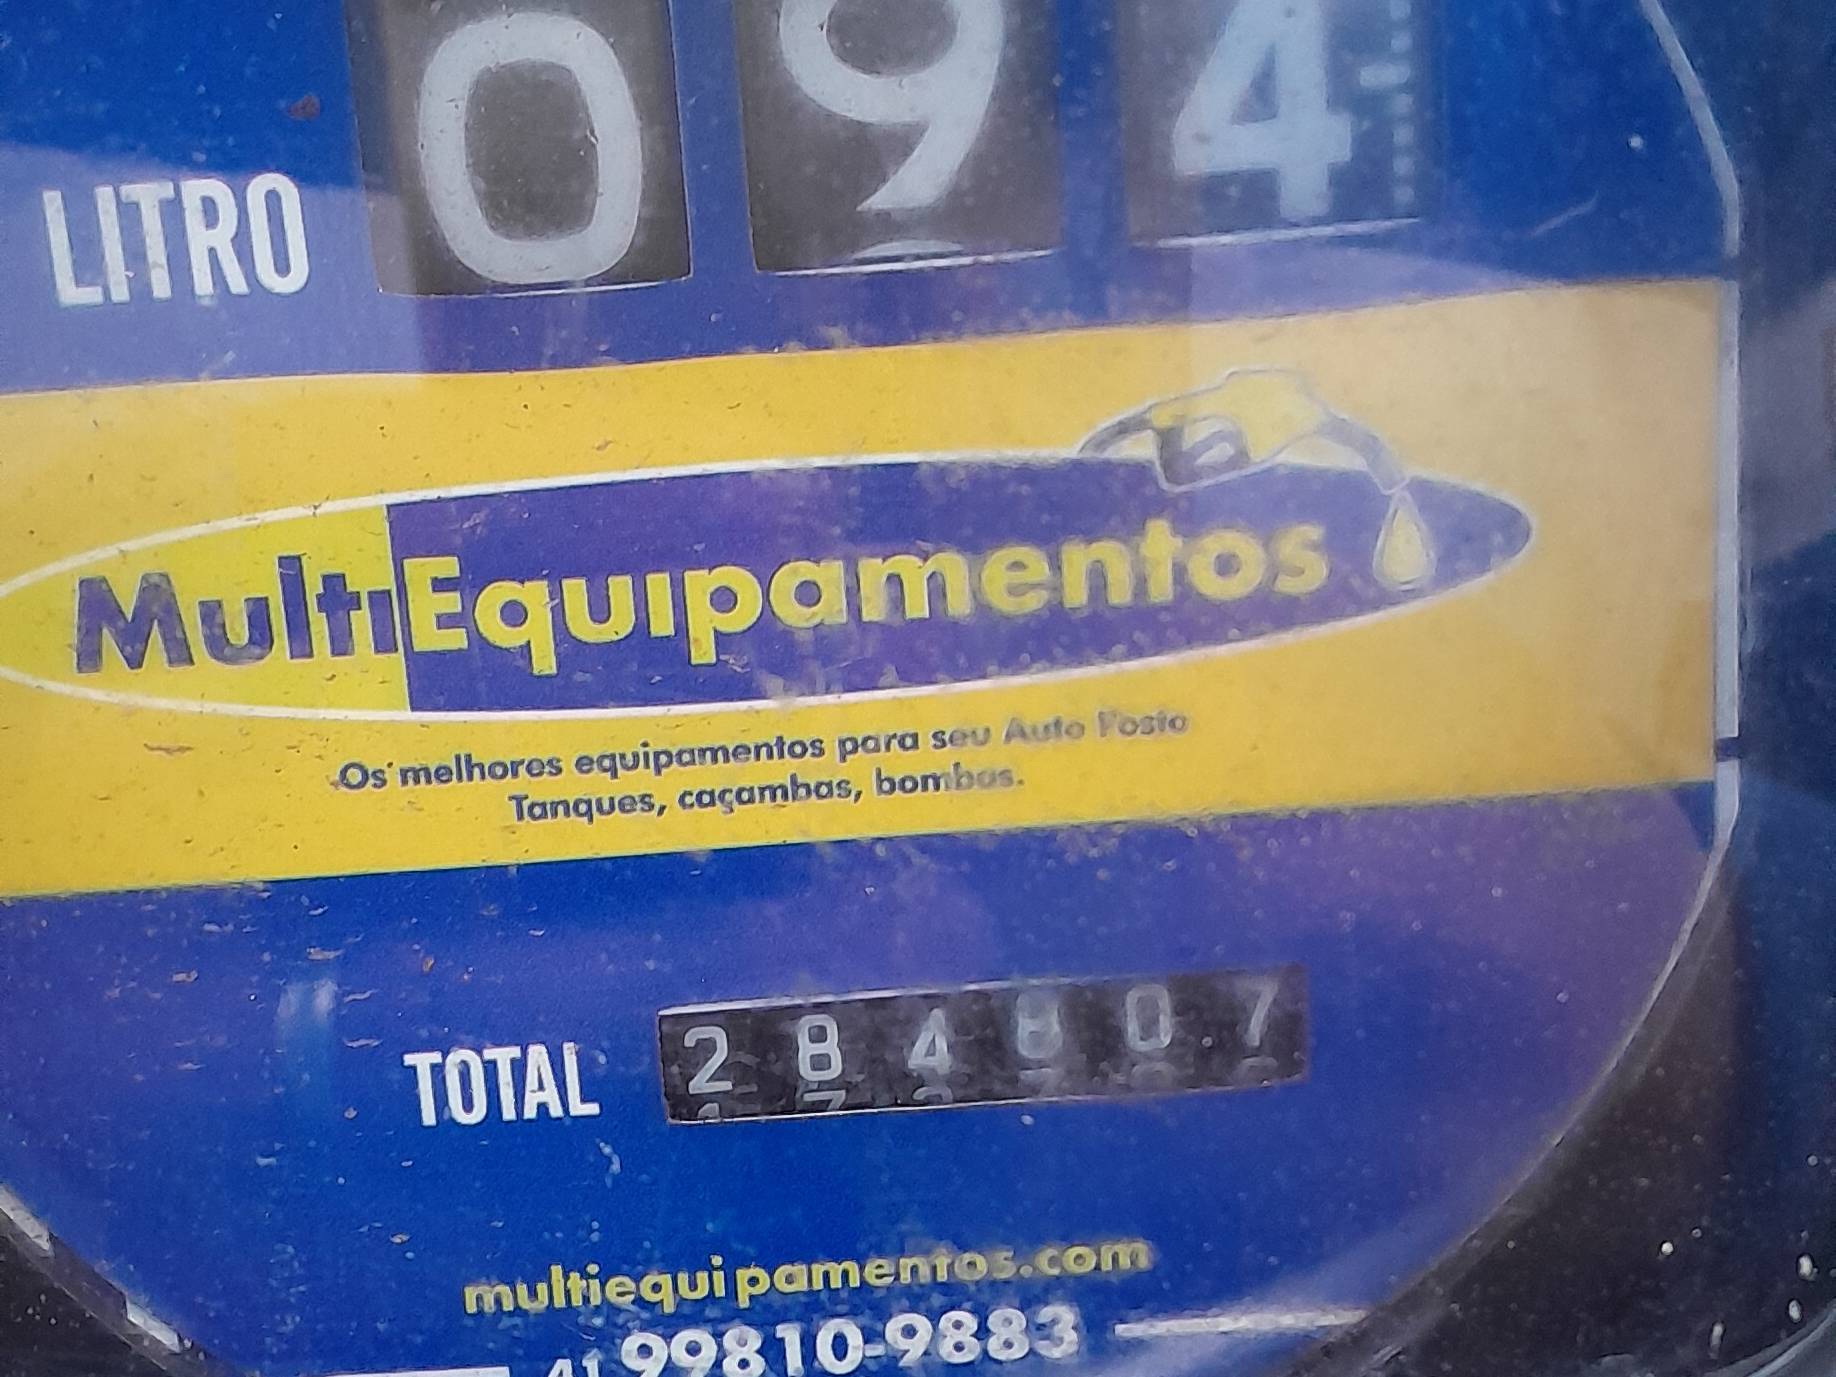 LITRO 094
MultiEquipamentos
Os melhores equipamentos para seu Auto Posto
Tanques, caçambas, bombas.
TOTAL 284807
multiequipamentos.com
41 99810-9883